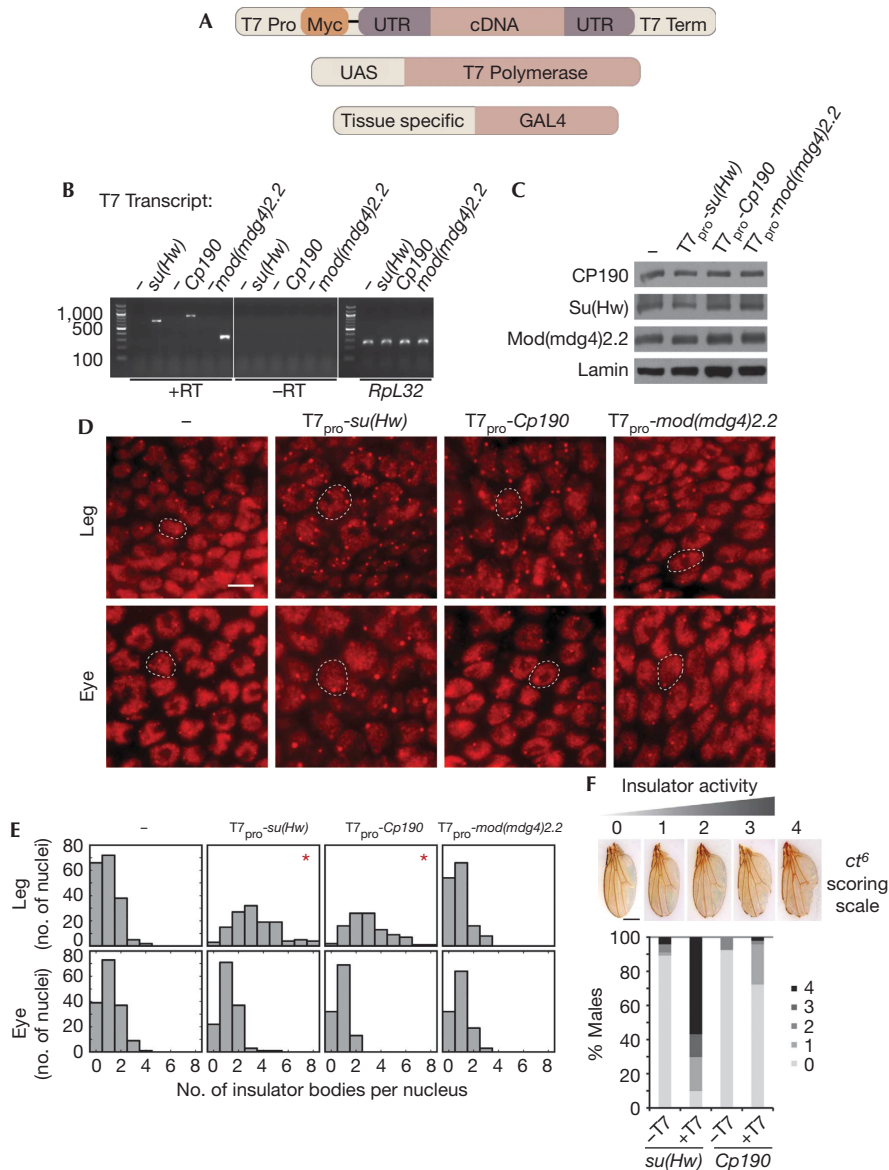 A
T7 Pro Myc UTR cDNA UTR T7 Term
UAS T7 Polymerase
Tissue specific GAL4
B
T7 Transcript:
– su(Hw) – Cp190 – mod(mdg4)2.2 – su(Hw) – Cp190 – mod(mdg4)2.2 – su(Hw) Cp190 mod(mdg4)2.2
1,000
500
100
+RT –RT RpL32
C
– T7pro-su(Hw) T7pro-Cp190 T7pro-mod(mdg4)2.2
CP190
Su(Hw)
Mod(mdg4)2.2
Lamin
D
– T7pro-su(Hw) T7pro-Cp190 T7pro-mod(mdg4)2.2
Leg
Eye
E
– T7pro-su(Hw) T7pro-Cp190 T7pro-mod(mdg4)2.2
* *
Leg
(no. of nuclei)
80
60
40
20
0
Eye
(no. of nuclei)
80
60
40
20
0
0 2 4 6 8 0 2 4 6 8 0 2 4 6 8 0 2 4 6 8
No. of insulator bodies per nucleus
F
Insulator activity
0 1 2 3 4
ct6
scoring
scale
% Males
100
80
60
40
20
0
4
3
2
1
0
–T7 +T7 –T7 +T7
su(Hw) Cp190